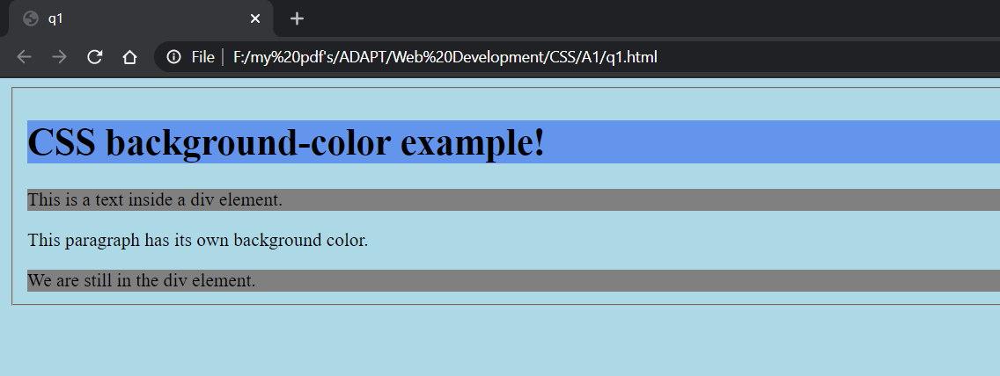 q1
File F:/my%20pdf's/ADAPT/Web%20Development/CSS/A1/q1.html
CSS background-color example!
This is a text inside a div element.
This paragraph has its own background color.
We are still in the div element.